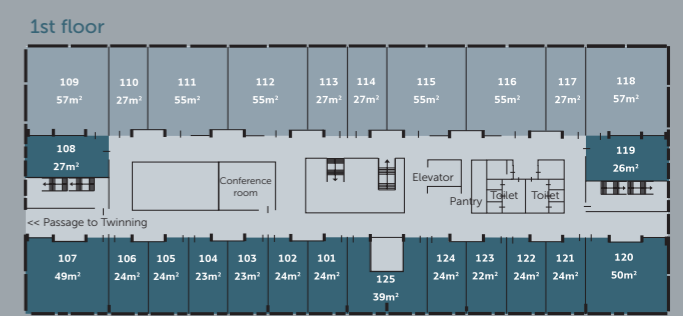 1st floor
109
57m²
110
27m²
111
55m²
112
55m²
113
27m²
114
27m²
115
55m²
116
55m²
117
27m²
118
57m²
108
27m²
119
26m²
Conference
room
Elevator
Pantry
Toilet
Toilet
<< Passage to Twinning
107
49m²
106
24m²
105
24m²
104
23m²
103
23m²
102
24m²
101
24m²
125
39m²
124
24m²
123
22m²
122
24m²
121
24m²
120
50m²